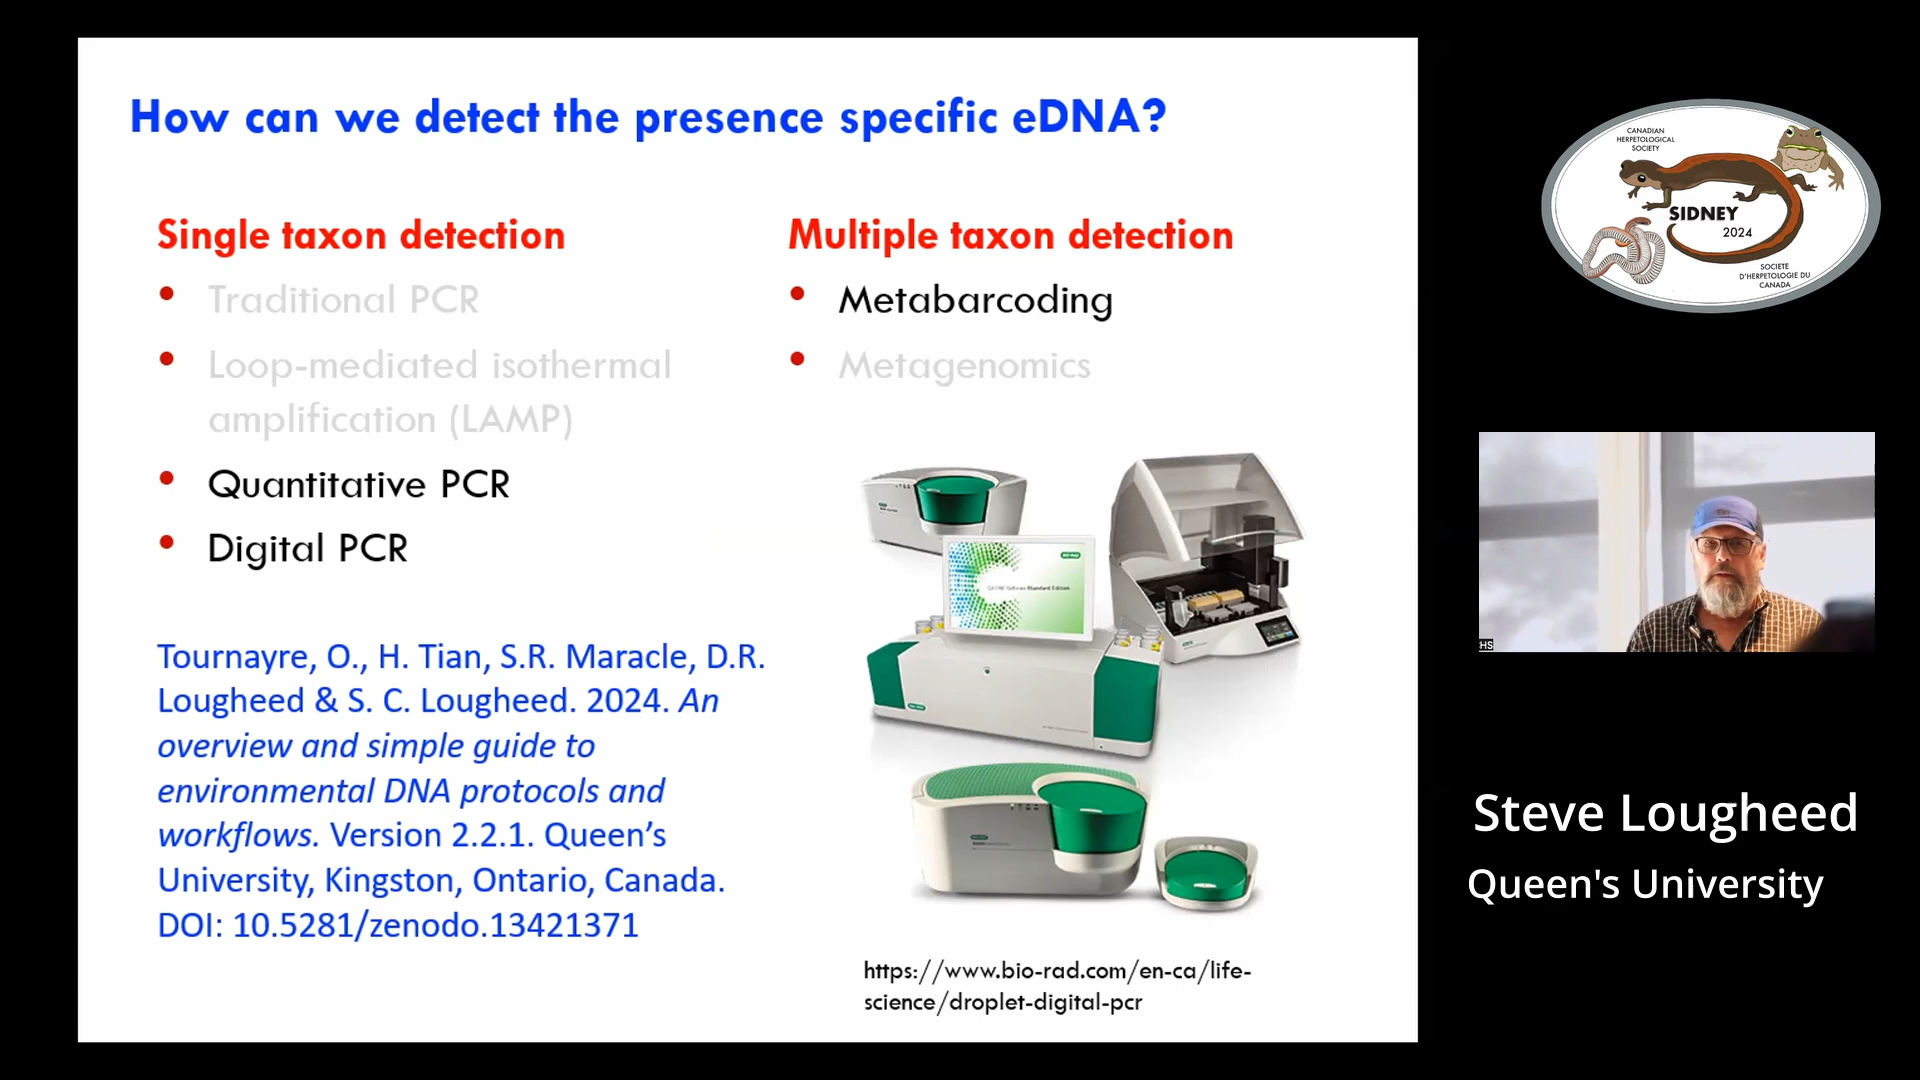 How can we detect the presence specific eDNA?
Single taxon detection
• Traditional PCR
• Loop-mediated isothermal
amplification (LAMP)
• Quantitative PCR
• Digital PCR
Multiple taxon detection
• Metabarcoding
• Metagenomics
Tournayre, O., H. Tian, S.R. Maracle, D.R.
Lougheed & S. C. Lougheed. 2024. An
overview and simple guide to
environmental DNA protocols and
workflows. Version 2.2.1. Queen’s
University, Kingston, Ontario, Canada.
DOI: 10.5281/zenodo.13421371
https://www.bio-rad.com/en-ca/life-
science/droplet-digital-pcr
CANADIAN
HERPETOLOGICAL
SOCIETY
SIDNEY
2024
SOCIETE
D'HERPETOLOGIE DU
CANADA
HS
Steve Lougheed
Queen's University